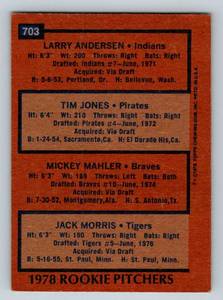 703
LARRY ANDERSEN • Indians
Ht: 6'3" Wt: 180 Throws: Right Bats: Right
Drafted: Indians #7-June, 1971
Acquired: Via Draft
B: 5-6-53, Portland, Or. H: Bellevue, Wash.
TIM JONES • Pirates
Ht: 6'4" Wt: 210 Throws: Right Bats: Right
Drafted: Pirates #4-June, 1972
Acquired: Via Draft
B: 1-24-54, Sacramento, Ca. H: El Dorado Hls, Ca.
MICKEY MAHLER • Braves
Ht: 6'3" Wt: 189 Throws: Left Bats: Both
Drafted: Braves #10-June, 1974
Acquired: Via Draft
B: 7-30-52, Montgomery, Ala. H: S. Antonio, Tx.
JACK MORRIS • Tigers
Ht: 6'3" Wt: 190 Throws: Right Bats: Right
Drafted: Tigers #5-June, 1976
Acquired: Via Draft
B: 5-16-55, St. Paul, Minn. H: St. Paul, Minn.
1978 ROOKIE PITCHERS